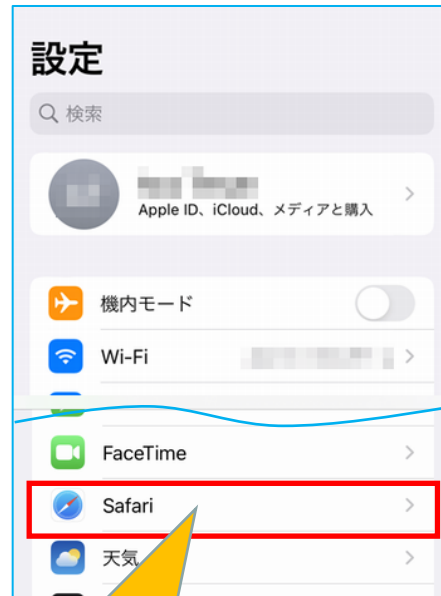 設定
検索
Apple ID、iCloud、メディアと購入
機内モード
Wi-Fi
FaceTime
Safari
天気